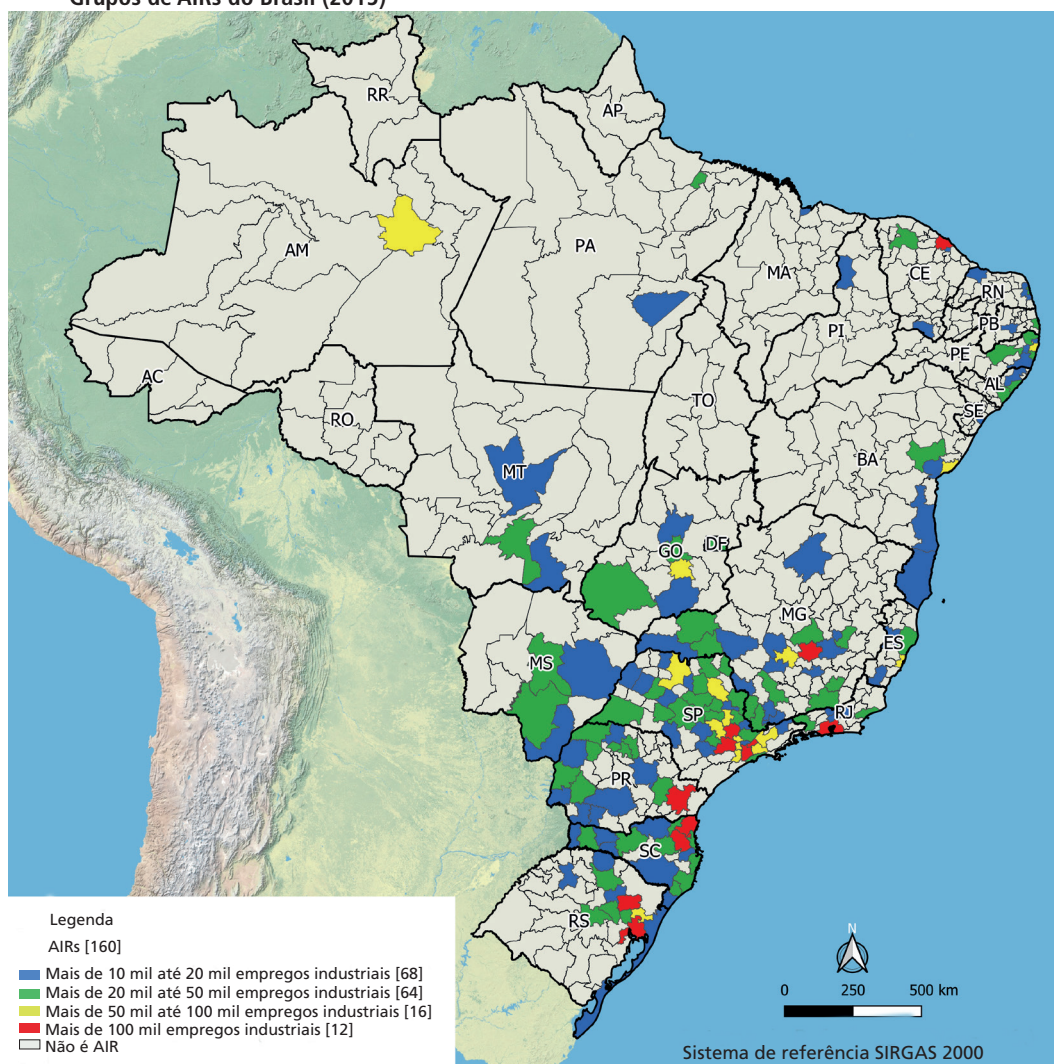 Grupos de AIRs do Brasil (2015)
RR
AP
AM
PA
MA
CE
RN
PB
PI
PE
AL
SE
AC
RO
TO
BA
MT
GO
DF
MG
ES
MS
SP
RJ
PR
SC
RS
N
0 250 500 km
Sistema de referência SIRGAS 2000
Legenda
AIRs [160]
Mais de 10 mil até 20 mil empregos industriais [68]
Mais de 20 mil até 50 mil empregos industriais [64]
Mais de 50 mil até 100 mil empregos industriais [16]
Mais de 100 mil empregos industriais [12]
Não é AIR